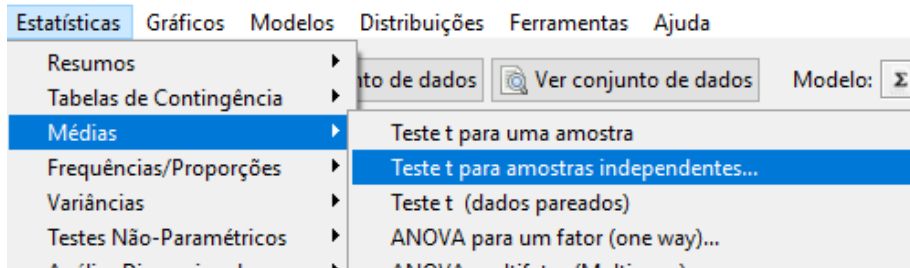 Estatísticas Gráficos Modelos Distribuições Ferramentas Ajuda
Resumos
to de dados Ver conjunto de dados Modelo: Σ
Tabelas de Contingência
Médias
Teste t para uma amostra
Frequências/Proporções
Teste t para amostras independentes...
Variâncias
Teste t (dados pareados)
Testes Não-Paramétricos
ANOVA para um fator (one way)...